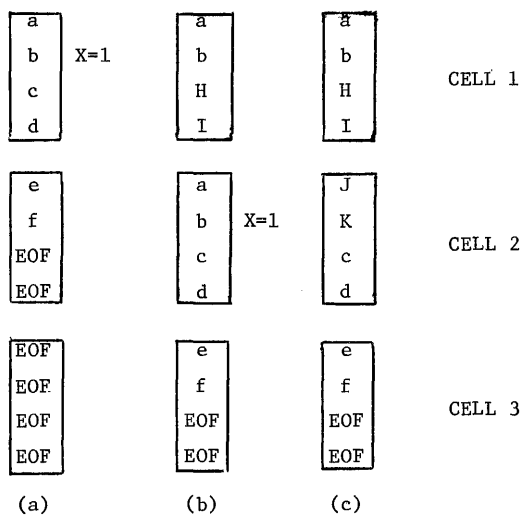 a a a
b X=1 b b
c H H CELL 1
d I I
e a J
f b X=1 K
EOF c c CELL 2
EOF d d
EOF e e
EOF f f
EOF EOF EOF CELL 3
EOF EOF EOF
(a) (b) (c)